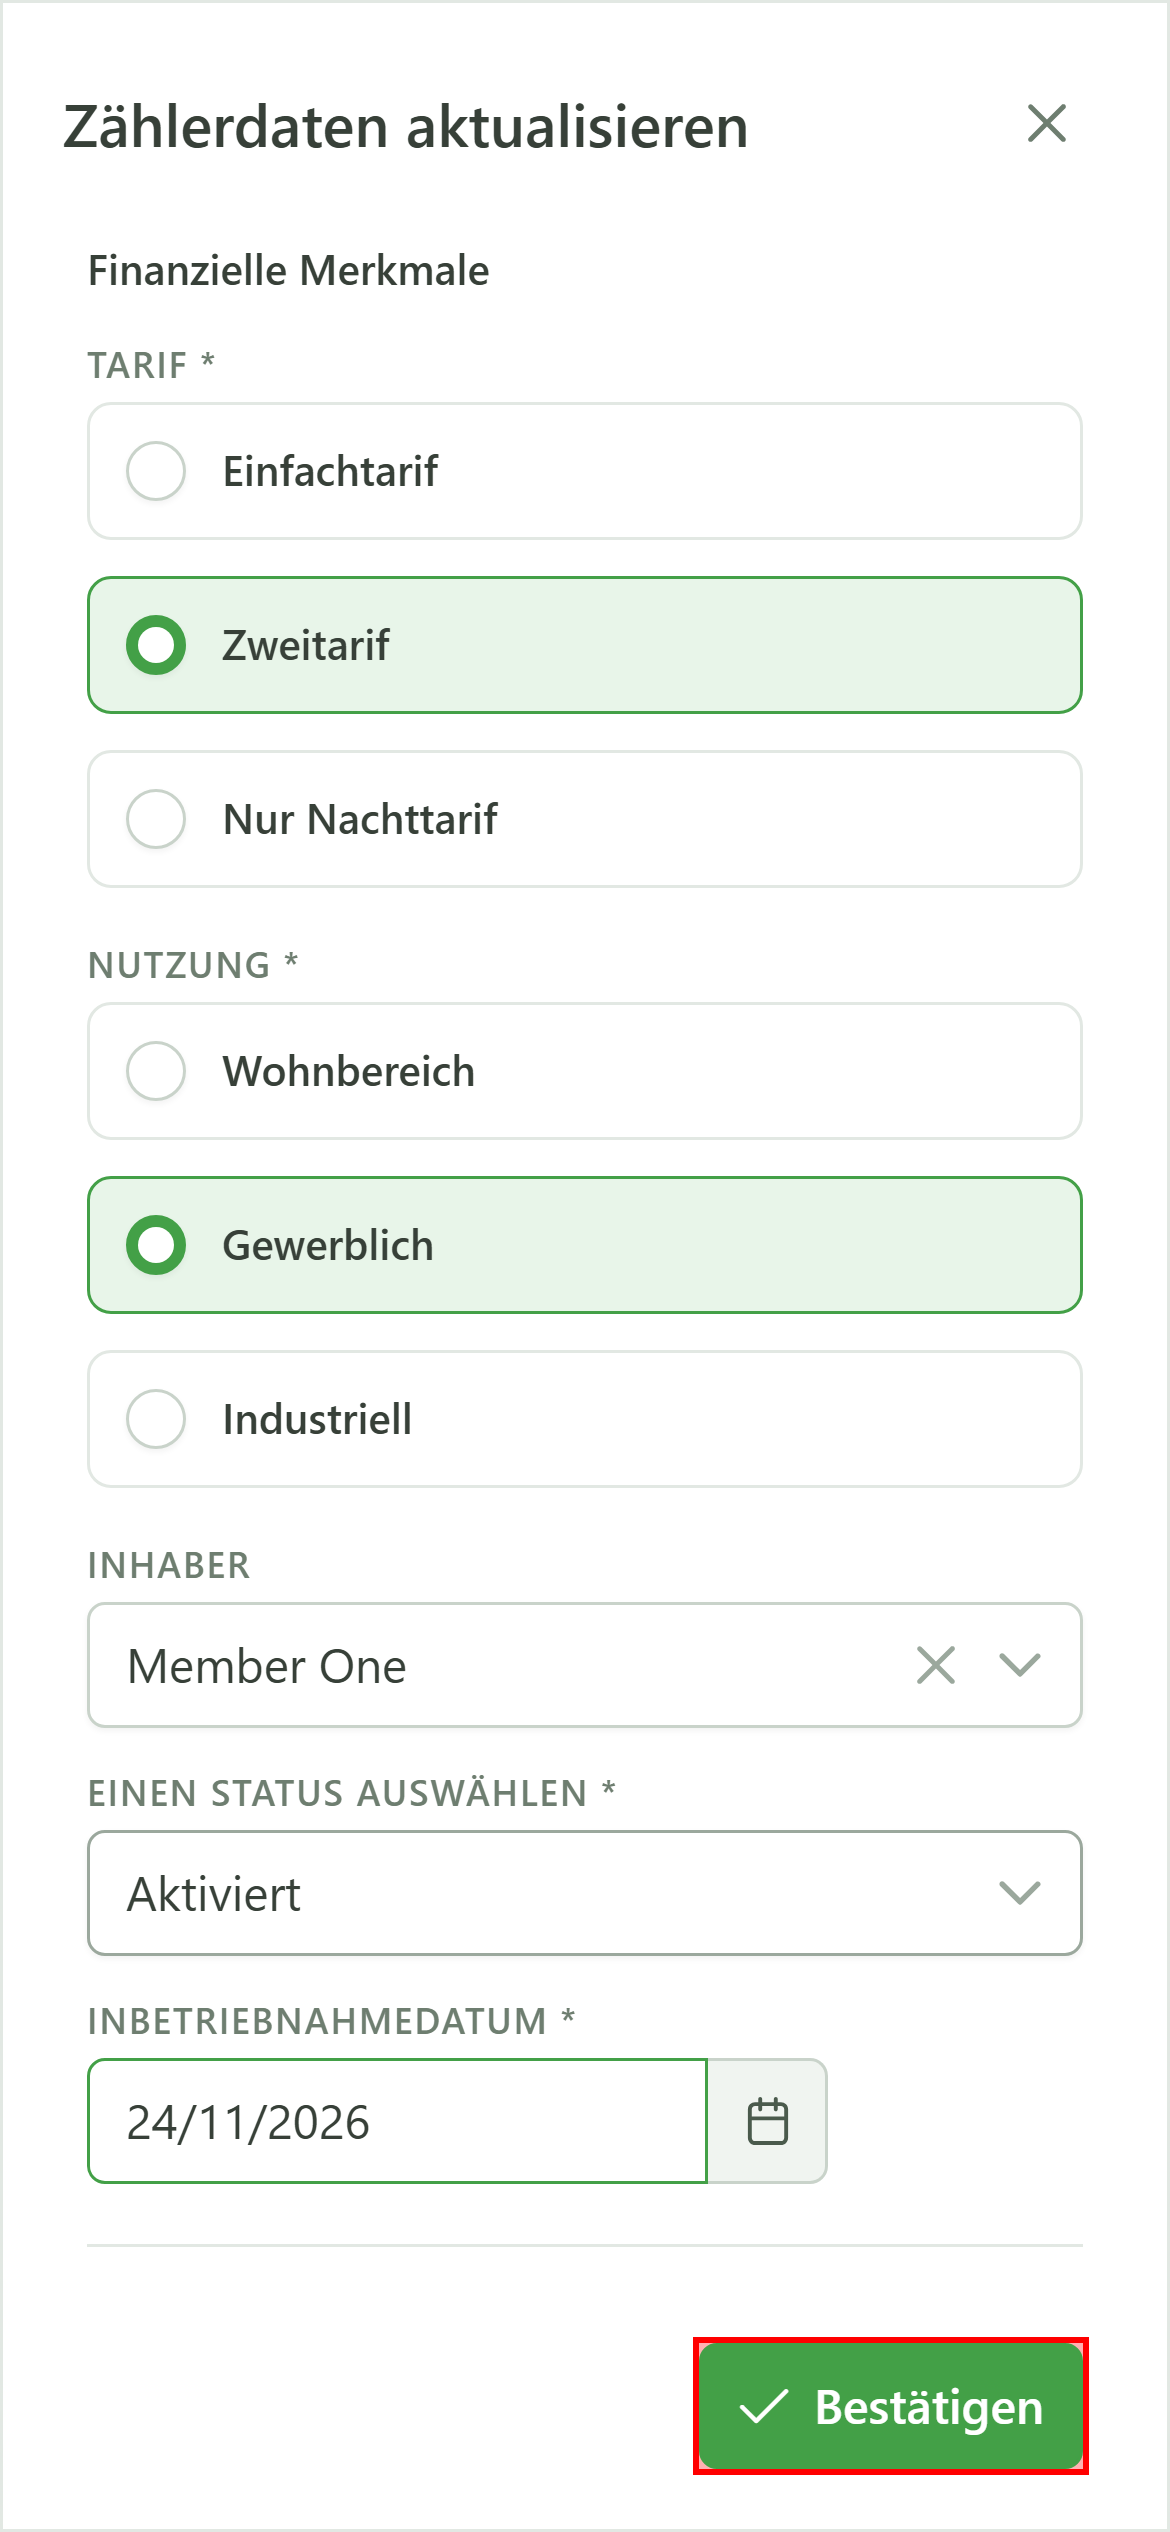 Zählerdaten aktualisieren
Finanzielle Merkmale
TARIF *
Einfachtarif
Zweitarif
Nur Nachttarif
NUTZUNG *
Wohnbereich
Gewerblich
Industriell
INHABER
Member One
EINEN STATUS AUSWÄHLEN *
Aktiviert
INBETRIEBNAHMEDATUM *
24/11/2026
Bestätigen